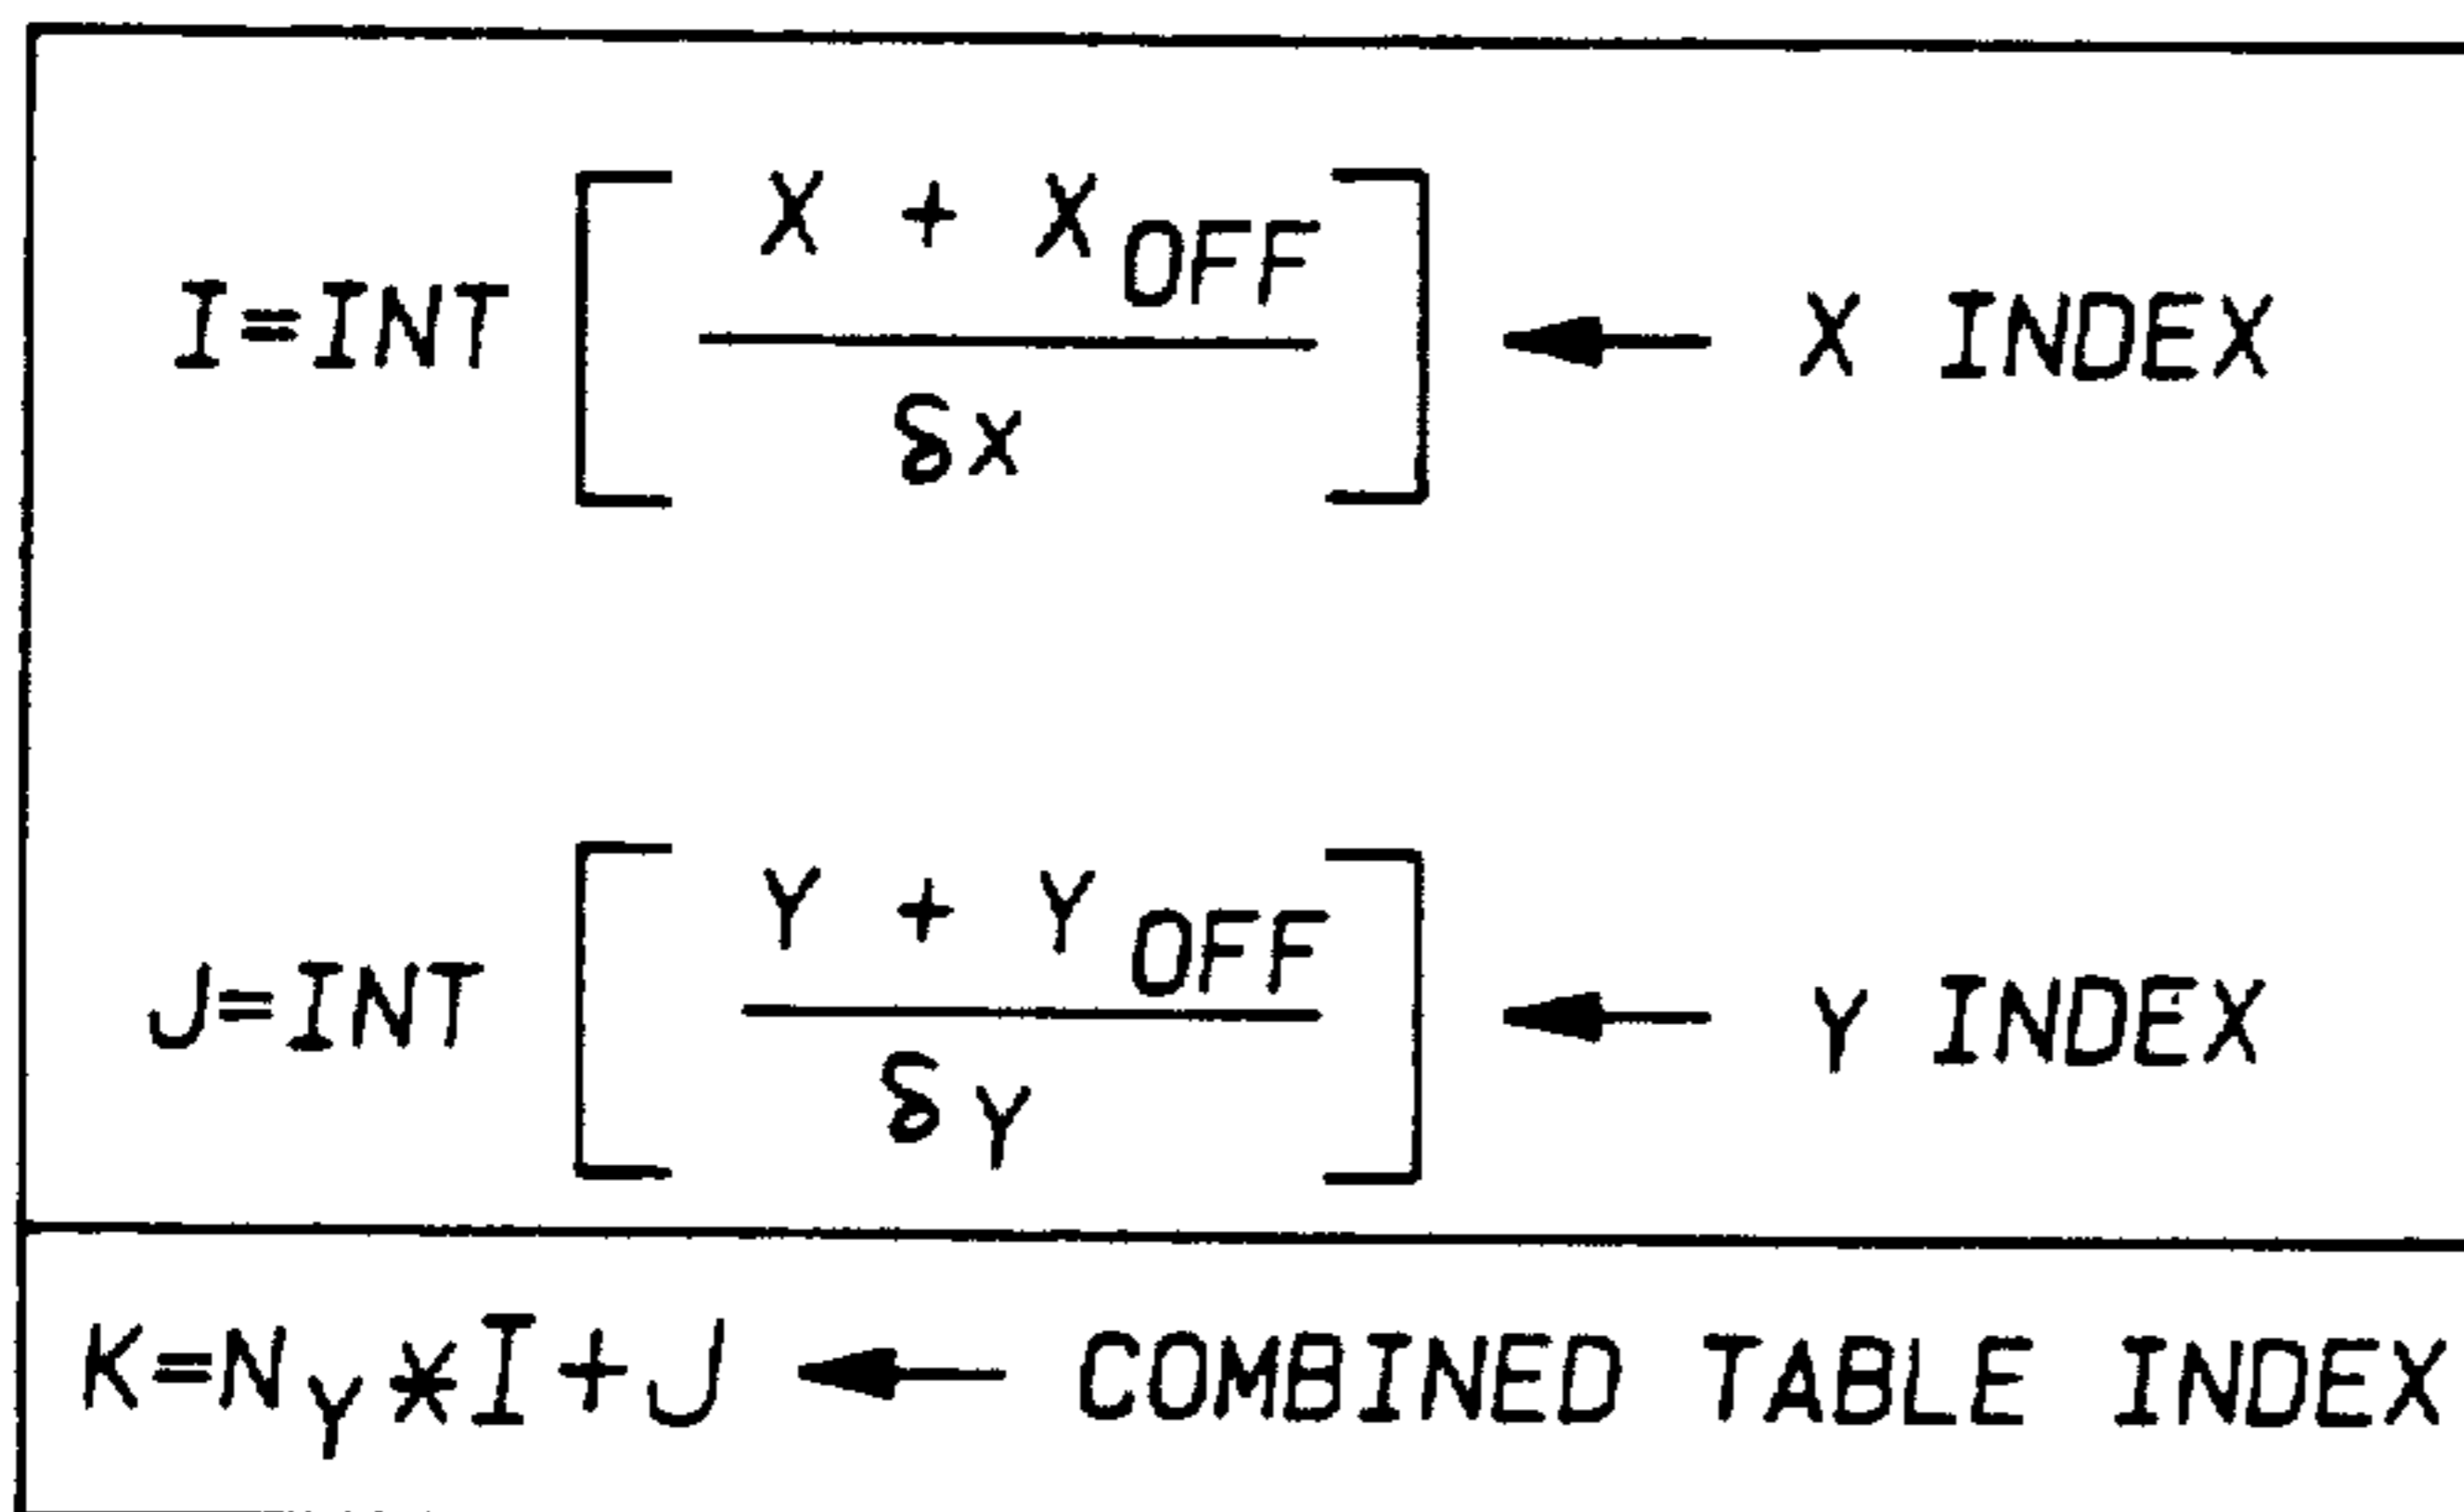 I=INT [ X + X_OFF / δx ] ← X INDEX
J=INT [ Y + Y_OFF / δY ] ← Y INDEX
K=N_Y*I+J ← COMBINED TABLE INDEX